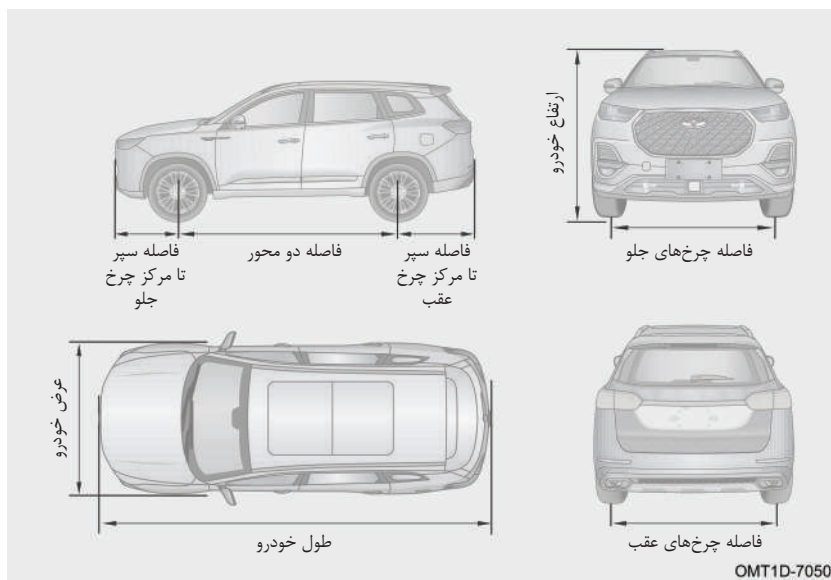 ارتفاع خودرو
فاصله سپر
تا مرکز چرخ
جلو
فاصله دو محور
فاصله سپر
تا مرکز چرخ
عقب
فاصله چرخ‌های جلو
عرض خودرو
طول خودرو
فاصله چرخ‌های عقب
OMT1D-7050